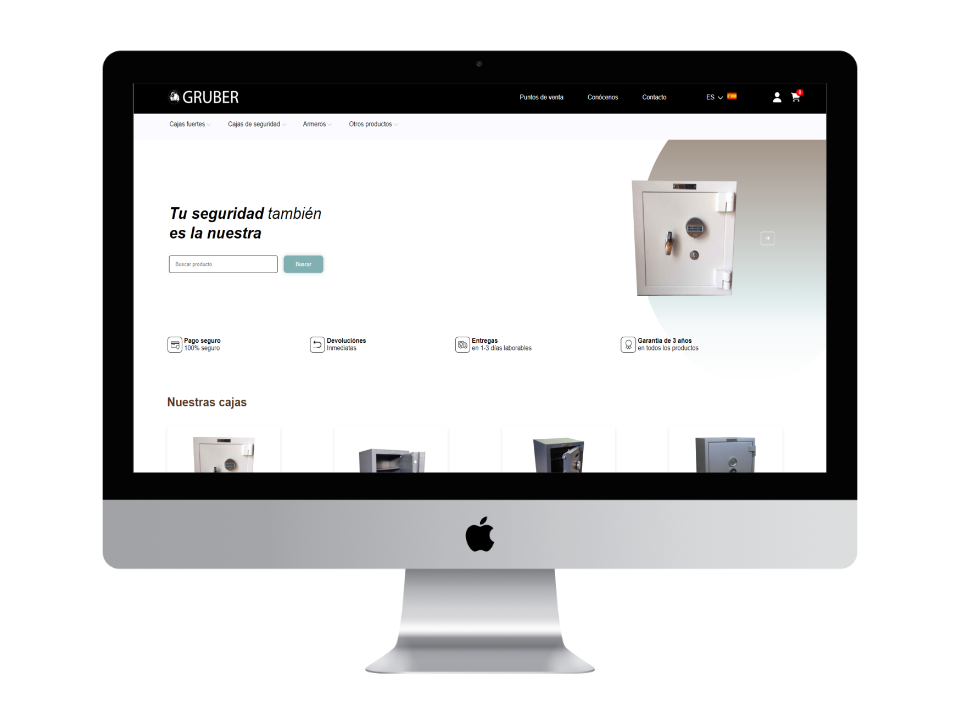 GRUBER
Puntos de venta
Conócenos
Contacto
ES
Cajas fuertes
Cajas de seguridad
Armeros
Otros productos
Tu seguridad también
es la nuestra
Buscar producto
Buscar
Pago seguro
100% seguro
Devoluciónes
Inmediatas
Entregas
en 1-3 días laborables
Garantía de 3 años
en todos los productos
Nuestras cajas